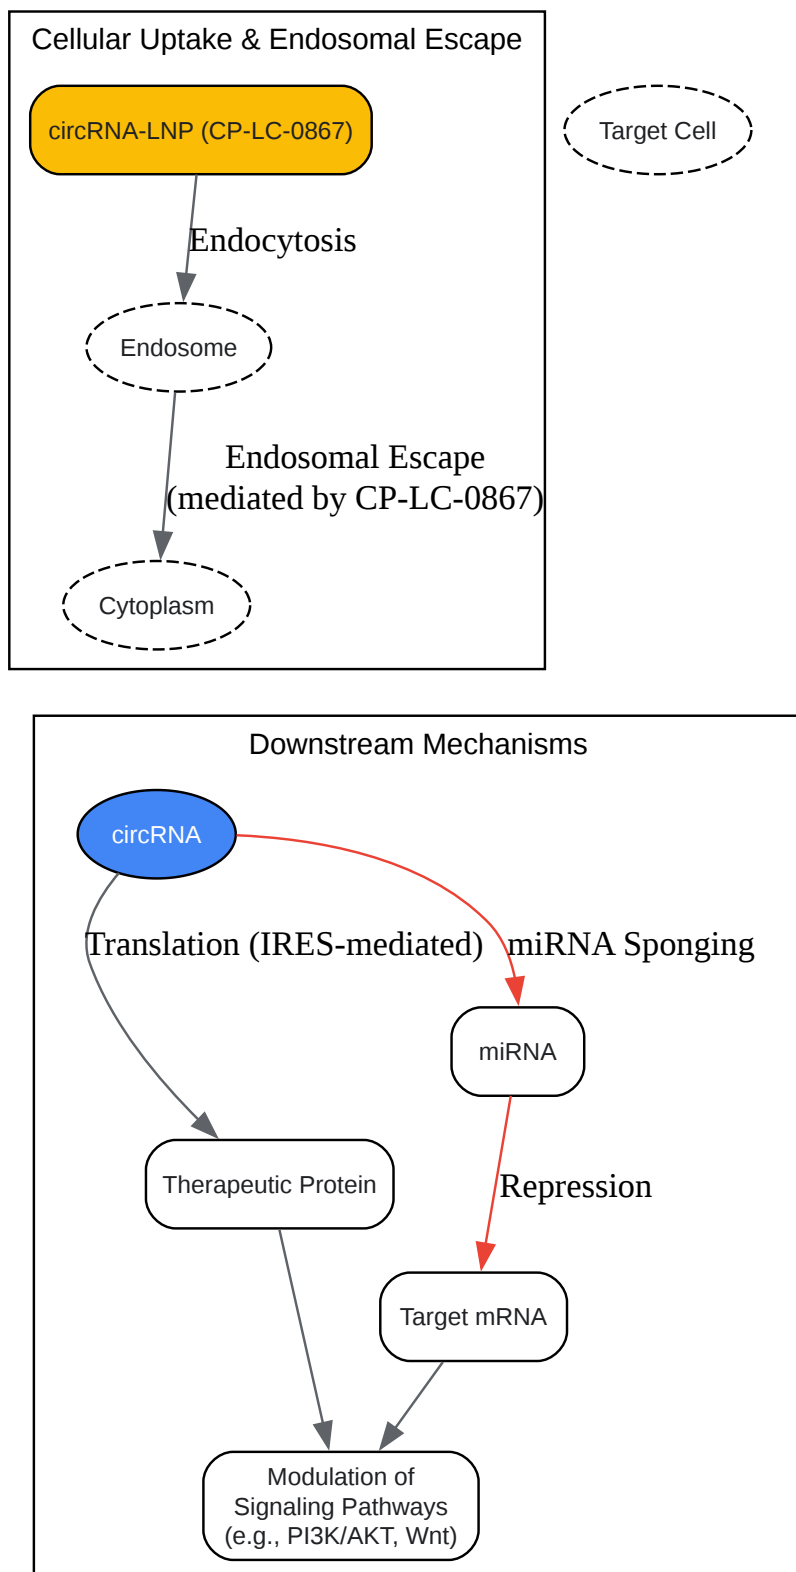 Cellular Uptake & Endosomal Escape
circRNA-LNP (CP-LC-0867)
Target Cell
Endocytosis
Endosome
Endosomal Escape
(mediated by CP-LC-0867)
Cytoplasm
Downstream Mechanisms
circRNA
Translation (IRES-mediated)
miRNA Sponging
miRNA
Therapeutic Protein
Repression
Target mRNA
Modulation of
Signaling Pathways
(e.g., PI3K/AKT, Wnt)